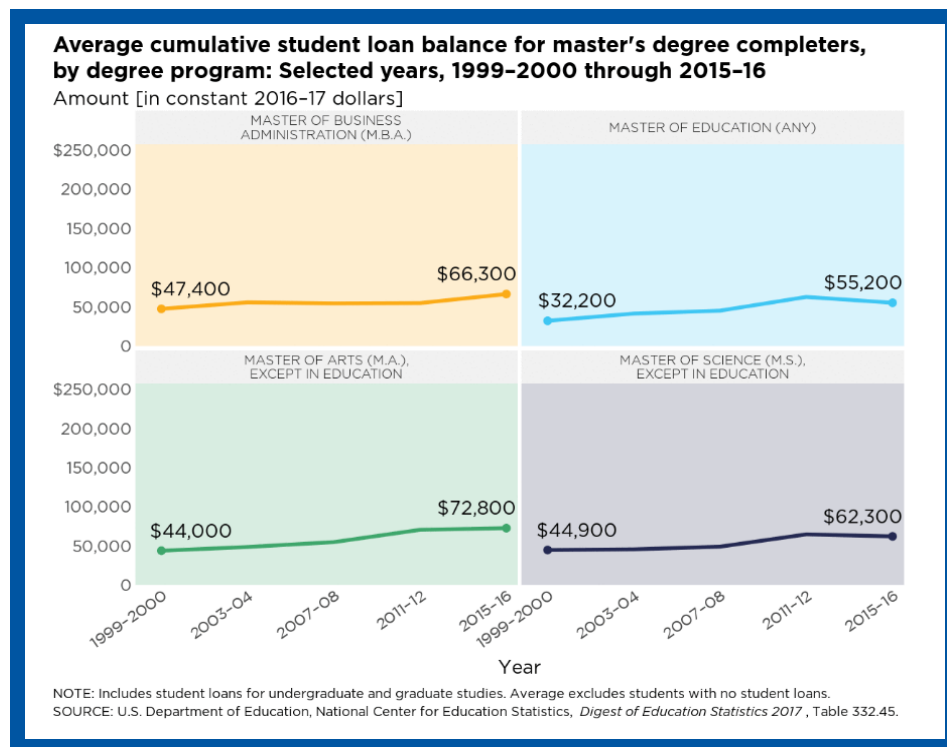 Average cumulative student loan balance for master's degree completers,
by degree program: Selected years, 1999–2000 through 2015–16
Amount [in constant 2016–17 dollars]
MASTER OF BUSINESS
ADMINISTRATION (M.B.A.)
MASTER OF EDUCATION (ANY)
$250,000
200,000
150,000
100,000
50,000
0
$47,400
$66,300
$32,200
$55,200
MASTER OF ARTS (M.A.),
EXCEPT IN EDUCATION
MASTER OF SCIENCE (M.S.),
EXCEPT IN EDUCATION
$250,000
200,000
150,000
100,000
50,000
0
$44,000
$72,800
$44,900
$62,300
1999–2000
2003–04
2007–08
2011–12
2015–16
1999–2000
2003–04
2007–08
2011–12
2015–16
Year
NOTE: Includes student loans for undergraduate and graduate studies. Average excludes students with no student loans.
SOURCE: U.S. Department of Education, National Center for Education Statistics, Digest of Education Statistics 2017 , Table 332.45.